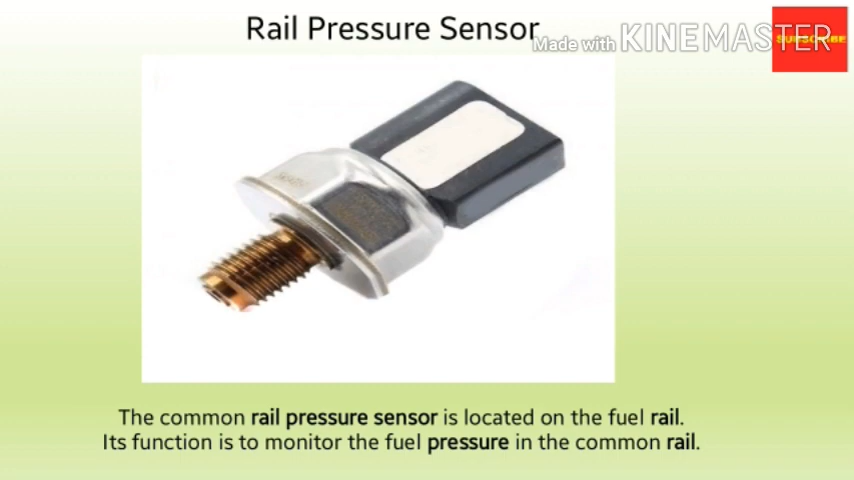 Rail Pressure Sensor
Made with KINEMASTER
SUBSCRIBE
The common rail pressure sensor is located on the fuel rail.
Its function is to monitor the fuel pressure in the common rail.